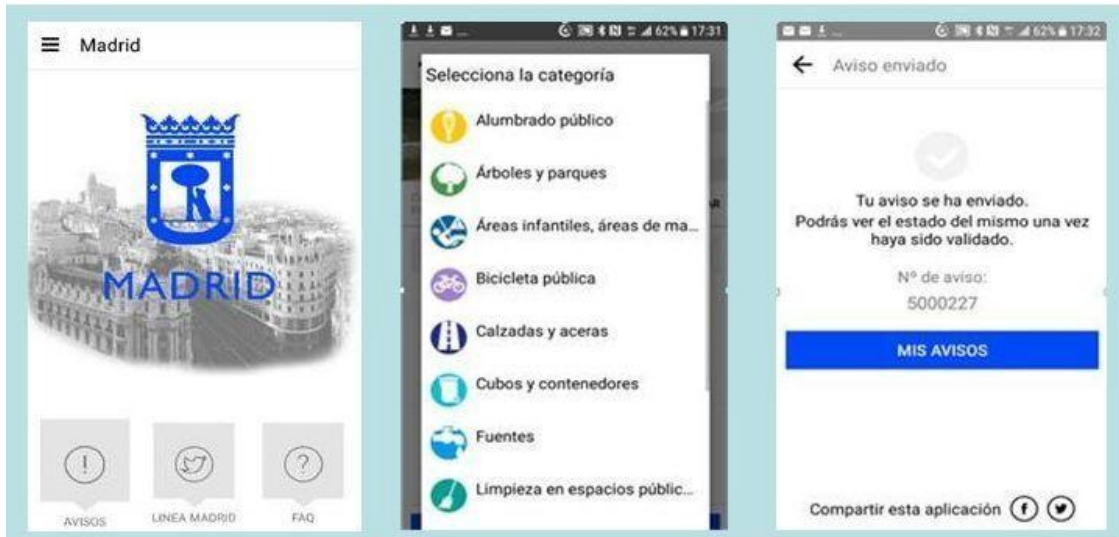 Madrid
MADRID
AVISOS
LINEA MADRID
FAQ
62% 17:31
Selecciona la categoría
Alumbrado público
Árboles y parques
Áreas infantiles, áreas de ma...
Bicicleta pública
Calzadas y aceras
Cubos y contenedores
Fuentes
Limpieza en espacios públic...
AR
62% 17:32
Aviso enviado
Tu aviso se ha enviado.
Podrás ver el estado del mismo una vez
haya sido validado.
Nº de aviso:
5000227
MIS AVISOS
Compartir esta aplicación